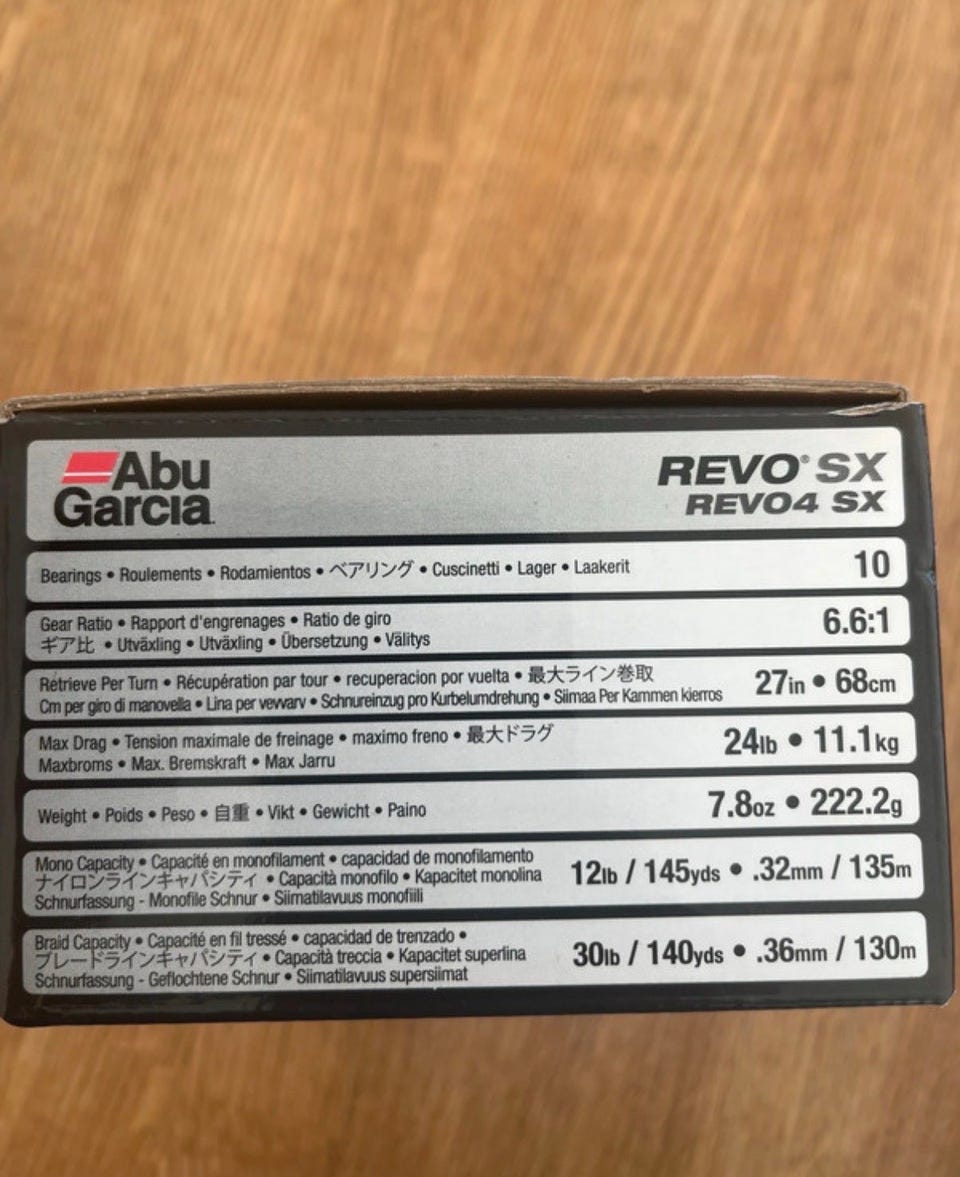 Abu
Garcia
REVO® SX
REVO4 SX
Bearings • Roulements • Rodamientos • ベアリング • Cuscinetti • Lager • Laakerit
10
Gear Ratio • Rapport d'engrenages • Ratio de giro
ギア比 • Utväxling • Utväxling • Übersetzung • Välitys
6.6:1
Retrieve Per Turn • Récupération par tour • recuperacion por vuelta • 最大ライン巻取
Cm per giro di manovella • Lina per vevvarv • Schnureinzug pro Kurbelumdrehung • Siimaa Per Kammen kierros
27in • 68cm
Max Drag • Tension maximale de freinage • maximo freno • 最大ドラグ
Maxbroms • Max. Bremskraft • Max Jarru
24lb • 11.1kg
Weight • Poids • Peso • 自重 • Vikt • Gewicht • Paino
7.8oz • 222.2g
Mono Capacity • Capacité en monofilament • capacidad de monofilamento
ナイロンラインキャパシティ • Capacità monofilo • Kapacitet monolina
Schnurfassung - Monofile Schnur • Siimatilavuus monofiili
12lb / 145yds • .32mm / 135m
Braid Capacity • Capacité en fil tressé • capacidad de trenzado •
ブレードラインキャパシティ • Capacità treccia • Kapacitet superlina
Schnurfassung - Geflochtene Schnur • Siimatilavuus supersiimat
30lb / 140yds • .36mm / 130m